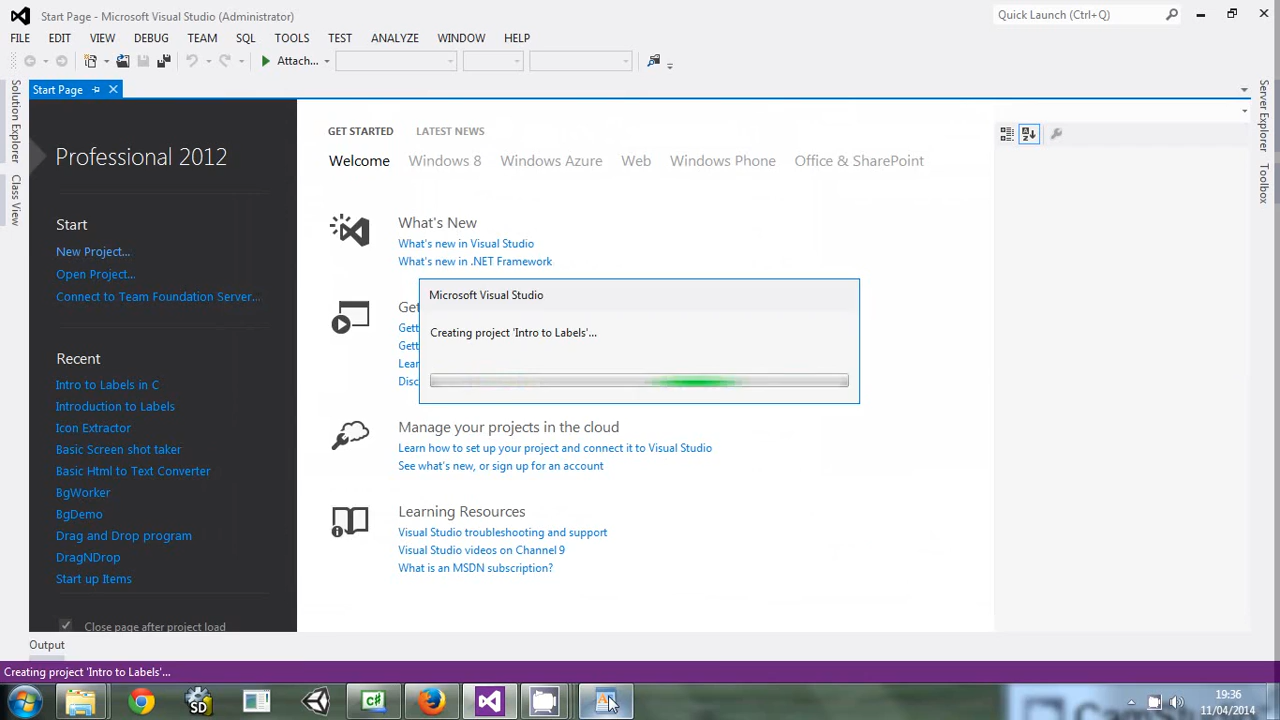 Start Page - Microsoft Visual Studio (Administrator)
Quick Launch (Ctrl+Q)
FILE EDIT VIEW DEBUG TEAM SQL TOOLS TEST ANALYZE WINDOW HELP
Attach...
Solution Explorer
Class View
Start Page
Server Explorer
Toolbox
Professional 2012
Start
New Project...
Open Project...
Connect to Team Foundation Server...
Recent
Intro to Labels in C
Introduction to Labels
Icon Extractor
Basic Screen shot taker
Basic Html to Text Converter
BgWorker
BgDemo
Drag and Drop program
DragNDrop
Start up Items
Close page after project load
GET STARTED LATEST NEWS
Welcome Windows 8 Windows Azure Web Windows Phone Office & SharePoint
What's New
What's new in Visual Studio
What's new in .NET Framework
Microsoft Visual Studio
Creating project 'Intro to Labels'...
Manage your projects in the cloud
Learn how to set up your project and connect it to Visual Studio
See what's new, or sign up for an account
Learning Resources
Visual Studio troubleshooting and support
Visual Studio videos on Channel 9
What is an MSDN subscription?
Output
Creating project 'Intro to Labels'...
SD
C#
19:36
11/04/2014